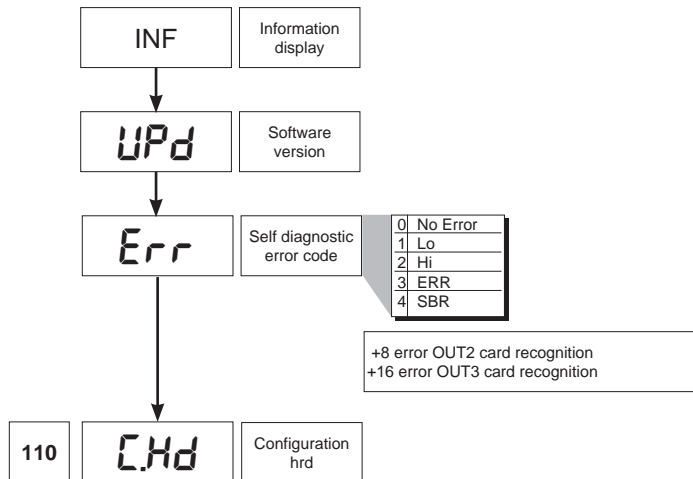 INF
Information
display
UPd
Software
version
Err
Self diagnostic
error code
0 No Error
1 Lo
2 Hi
3 ERR
4 SBR
+8 error OUT2 card recognition
+16 error OUT3 card recognition
110
C.Hd
Configuration
hrd